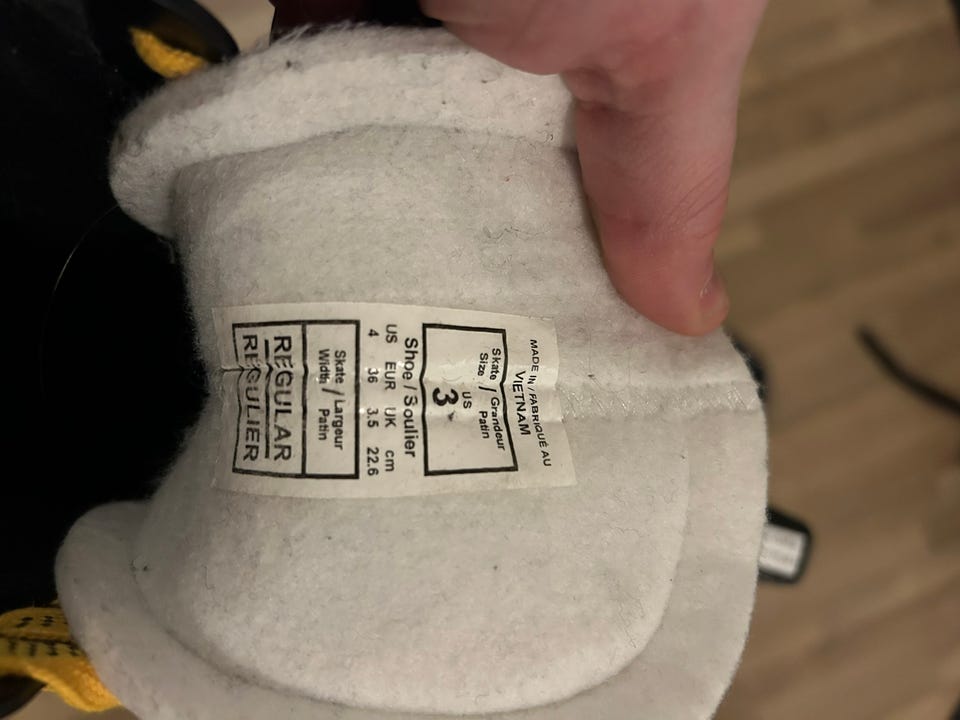 MADE IN / FABRIQUÉ AU
VIETNAM
Skate / Grandeur
Size / Patin
US
3
Shoe / Soulier
US EUR UK cm
4 36 3.5 22.6
Skate / Largeur
Width / Patin
REGULAR
REGULIER